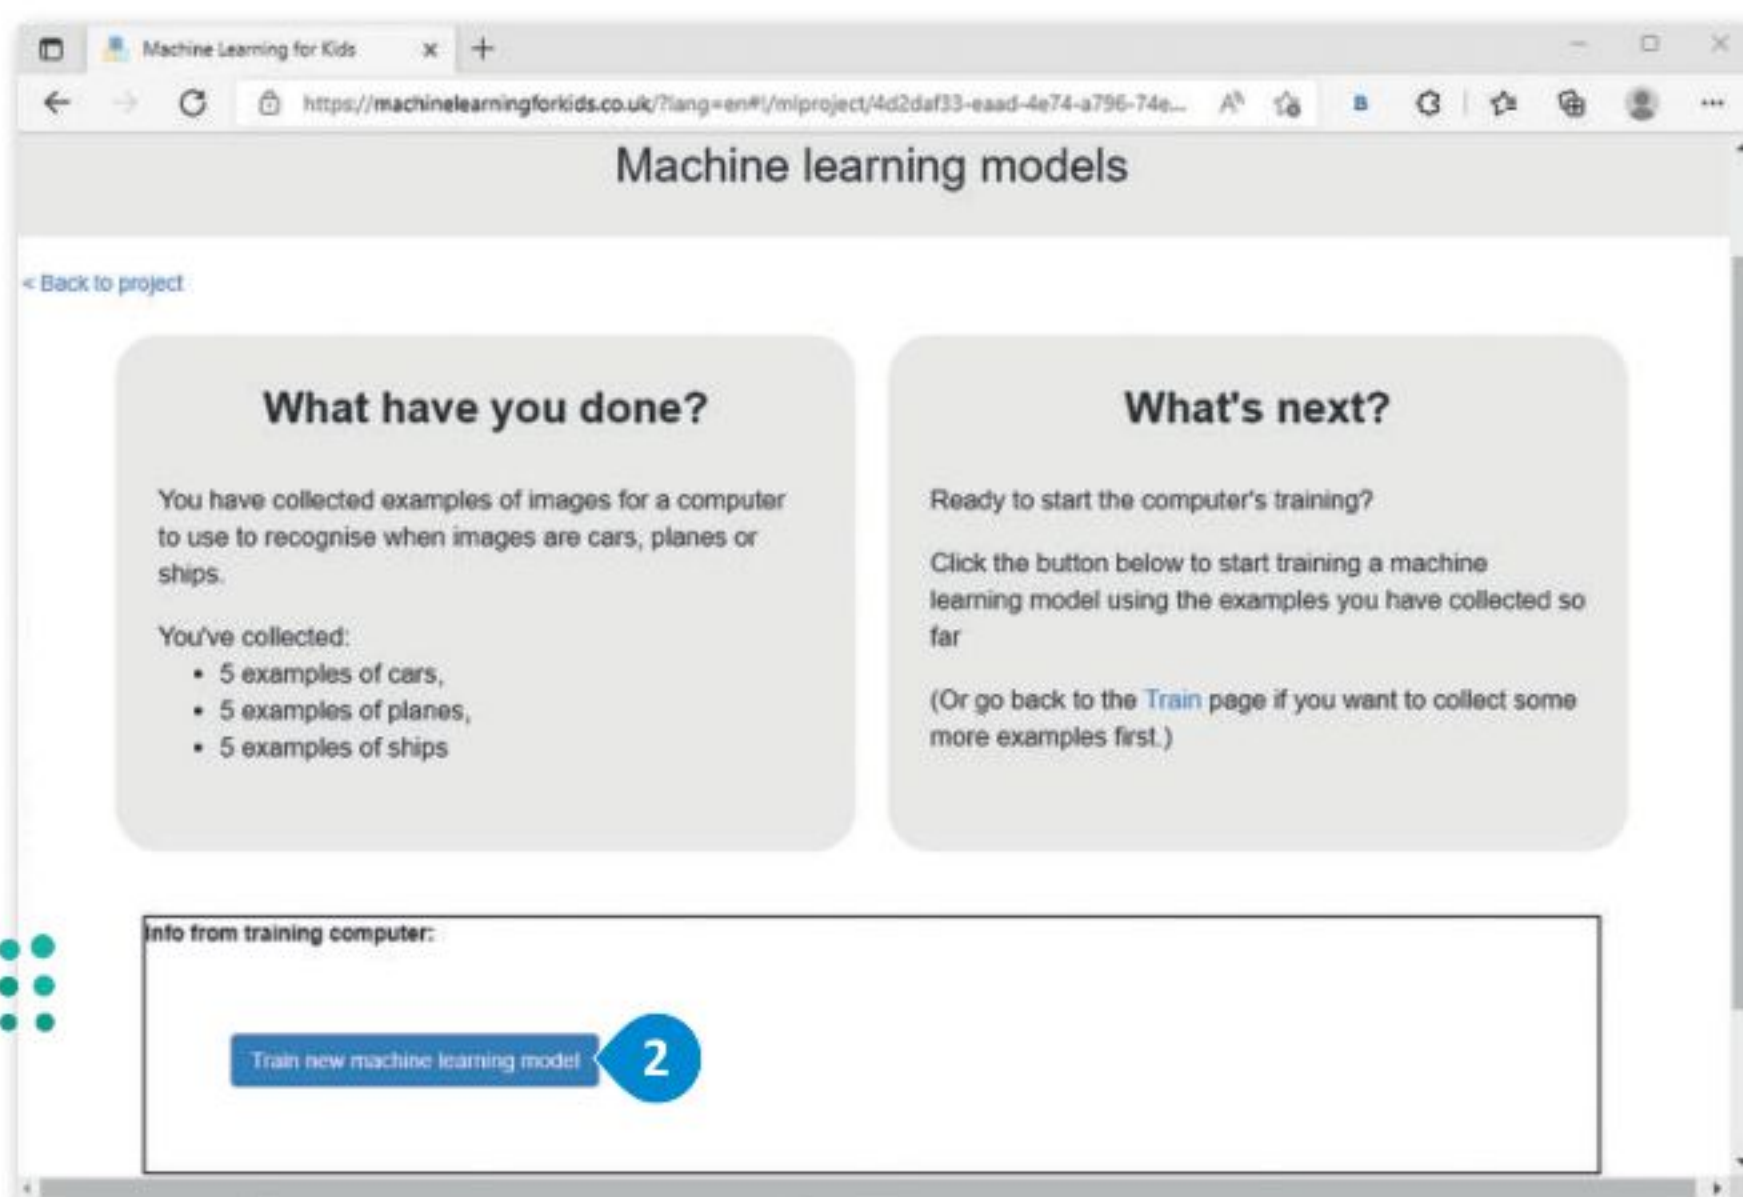 Machine Learning for Kids
https://machinelearningforkids.co.uk/?lang=en#!/mlproject/4d2daf33-eaad-4e74-a796-74e...
Machine learning models
< Back to project
What have you done?
You have collected examples of images for a computer
to use to recognise when images are cars, planes or
ships.
You've collected:
• 5 examples of cars,
• 5 examples of planes,
• 5 examples of ships
What's next?
Ready to start the computer's training?
Click the button below to start training a machine
learning model using the examples you have collected so
far
(Or go back to the Train page if you want to collect some
more examples first.)
Info from training computer:
Train new machine learning model
2